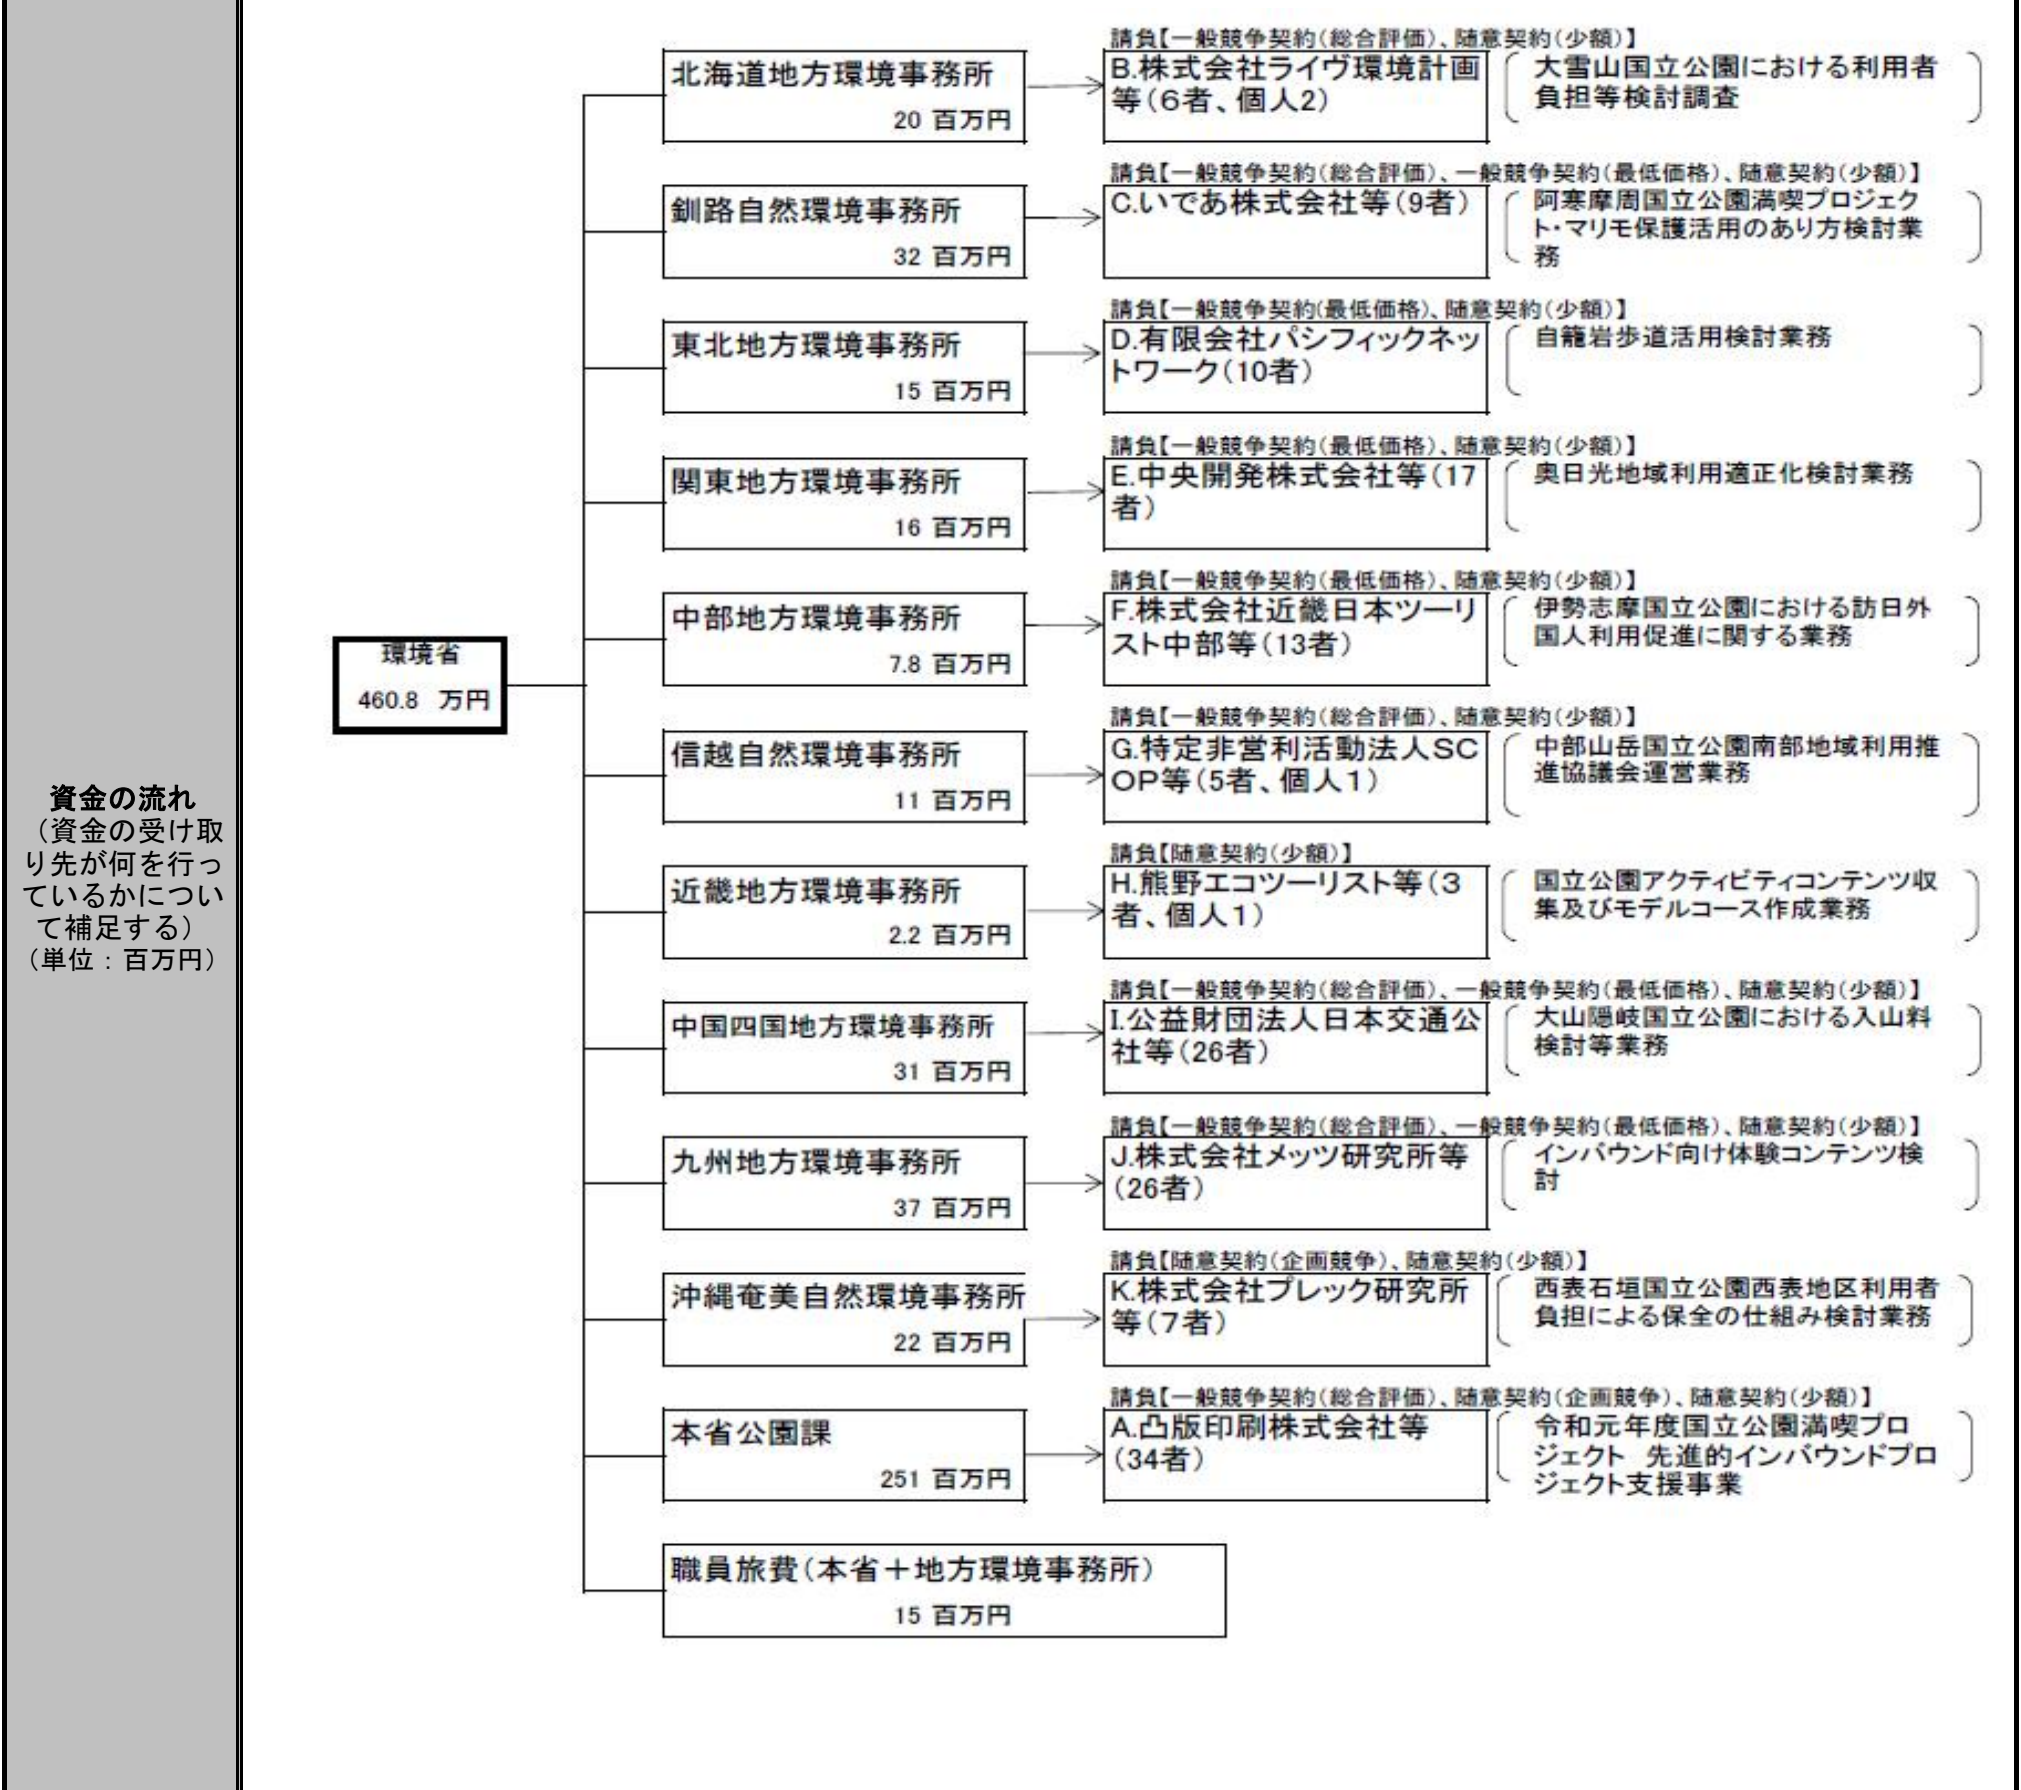 資金の流れ
（資金の受け取
り先が何を行っ
ているかについ
て補足する）
（単位：百万円）
環境省
460.8 万円
北海道地方環境事務所
20 百万円
請負【一般競争契約(総合評価)、随意契約(少額)】
B.株式会社ライヴ環境計画
等(6者、個人2)
大雪山国立公園における利用者
負担等検討調査
釧路自然環境事務所
32 百万円
請負【一般競争契約(総合評価)、一般競争契約(最低価格)、随意契約(少額)】
C.いであ株式会社等(9者)
阿寒摩周国立公園満喫プロジェク
ト・マリモ保護活用のあり方検討業
務
東北地方環境事務所
15 百万円
請負【一般競争契約(最低価格)、随意契約(少額)】
D.有限会社パシフィックネッ
トワーク(10者)
自籠岩歩道活用検討業務
関東地方環境事務所
16 百万円
請負【一般競争契約(最低価格)、随意契約(少額)】
E.中央開発株式会社等(17
者)
奥日光地域利用適正化検討業務
中部地方環境事務所
7.8 百万円
請負【一般競争契約(最低価格)、随意契約(少額)】
F.株式会社近畿日本ツーリ
スト中部等(13者)
伊勢志摩国立公園における訪日外
国人利用促進に関する業務
信越自然環境事務所
11 百万円
請負【一般競争契約(総合評価)、随意契約(少額)】
G.特定非営利活動法人SC
OP等(5者、個人1)
中部山岳国立公園南部地域利用推
進協議会運営業務
近畿地方環境事務所
2.2 百万円
請負【随意契約(少額)】
H.熊野エコツーリスト等(3
者、個人1)
国立公園アクティビティコンテンツ収
集及びモデルコース作成業務
中国四国地方環境事務所
31 百万円
請負【一般競争契約(総合評価)、一般競争契約(最低価格)、随意契約(少額)】
I.公益財団法人日本交通公
社等(26者)
大山隠岐国立公園における入山料
検討等業務
九州地方環境事務所
37 百万円
請負【一般競争契約(総合評価)、一般競争契約(最低価格)、随意契約(少額)】
J.株式会社メッツ研究所等
(26者)
インバウンド向け体験コンテンツ検
討
沖縄奄美自然環境事務所
22 百万円
請負【随意契約(企画競争)、随意契約(少額)】
K.株式会社プレック研究所
等(7者)
西表石垣国立公園西表地区利用者
負担による保全の仕組み検討業務
本省公園課
251 百万円
請負【一般競争契約(総合評価)、随意契約(企画競争)、随意契約(少額)】
A.凸版印刷株式会社等
(34者)
令和元年度国立公園満喫プロ
ジェクト 先進的インバウンドプロ
ジェクト支援事業
職員旅費(本省＋地方環境事務所)
15 百万円